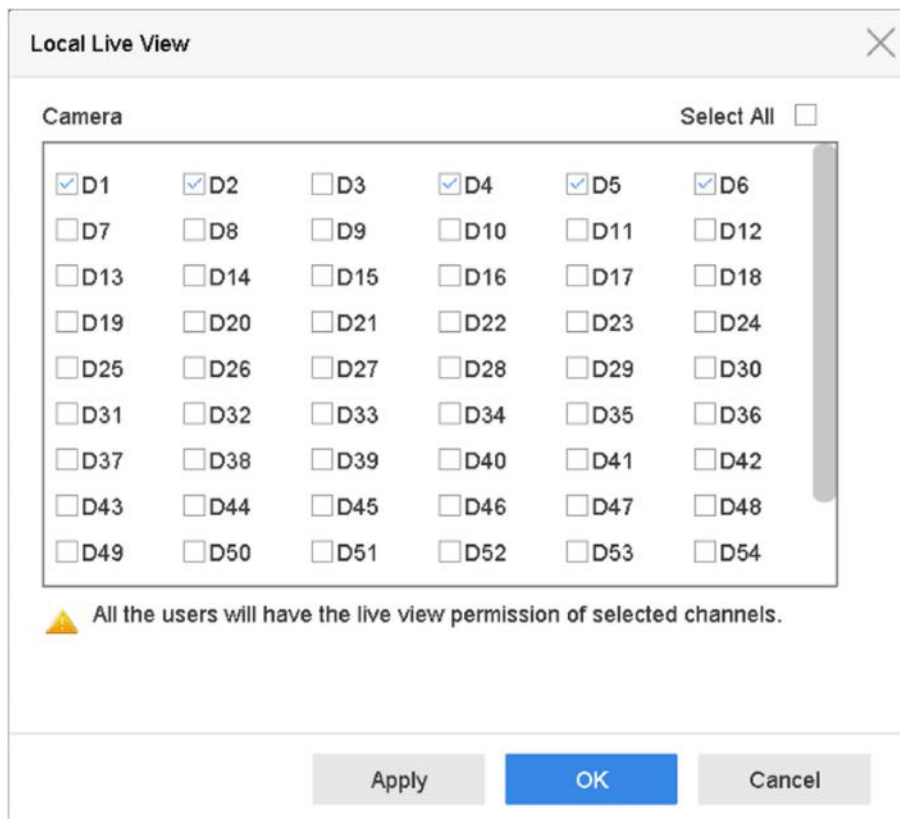 Local Live View
Camera Select All
D1 D2 D3 D4 D5 D6
D7 D8 D9 D10 D11 D12
D13 D14 D15 D16 D17 D18
D19 D20 D21 D22 D23 D24
D25 D26 D27 D28 D29 D30
D31 D32 D33 D34 D35 D36
D37 D38 D39 D40 D41 D42
D43 D44 D45 D46 D47 D48
D49 D50 D51 D52 D53 D54
All the users will have the live view permission of selected channels.
Apply OK Cancel